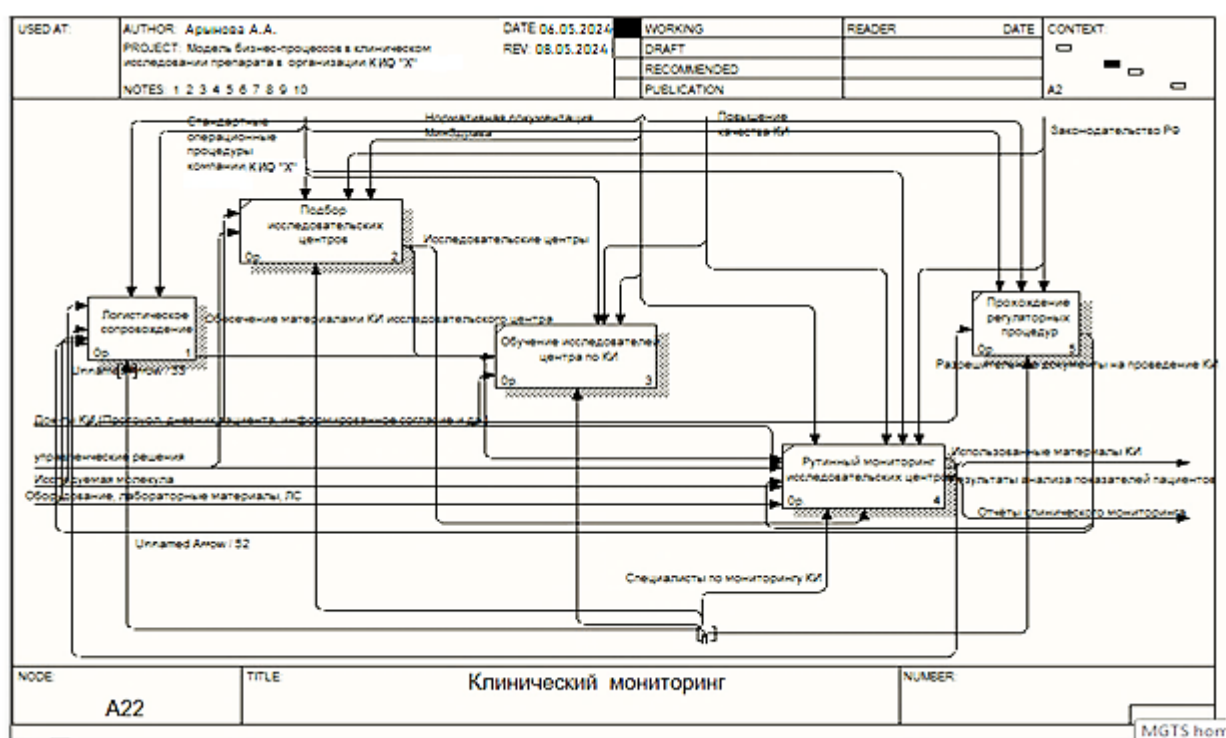 USED AT:
AUTHOR: Арынова А.А.
DATE: 06.05.2024
PROJECT: Модель бизнес-процессов в клиническом
исследовании препарата в организации КИО "Х"
REV: 08.05.2024
NOTES 1 2 3 4 5 6 7 8 9 10
WORKING
DRAFT
RECOMMENDED
PUBLICATION
READER
DATE
CONTEXT:
A2
Стандартные
операционные
процедуры
компании КИО "Х"
Нормативная документация
Минздрава
Повышение
качества КИ
Законодательство РФ
Подбор
исследовательских
центров
0р.
2
Исследовательские центры
Логистическое
сопровождение
0р.
1
Обесечение материалами КИ исследовательского центра
Обучение исследователей
центра по КИ
0р.
3
Прохождение
регуляторных
процедур
0р.
5
Unnamed Arrow / 53
Разрешительные документы на проведение КИ
КИ (Протокол, дневник пациента, информированное согласие и др.)
управленческие решения
Исследуемая молекула
Оборудование, лабораторные материалы, ЛС
Рутинный мониторинг
исследовательских центров
0р.
4
Использованные материалы КИ
Результаты анализа показателей пациентов
Отчёты клинического мониторинга
Unnamed Arrow / 52
Специалисты по мониторингу КИ
NODE:
A22
TITLE:
Клинический мониторинг
NUMBER:
MGTS hom